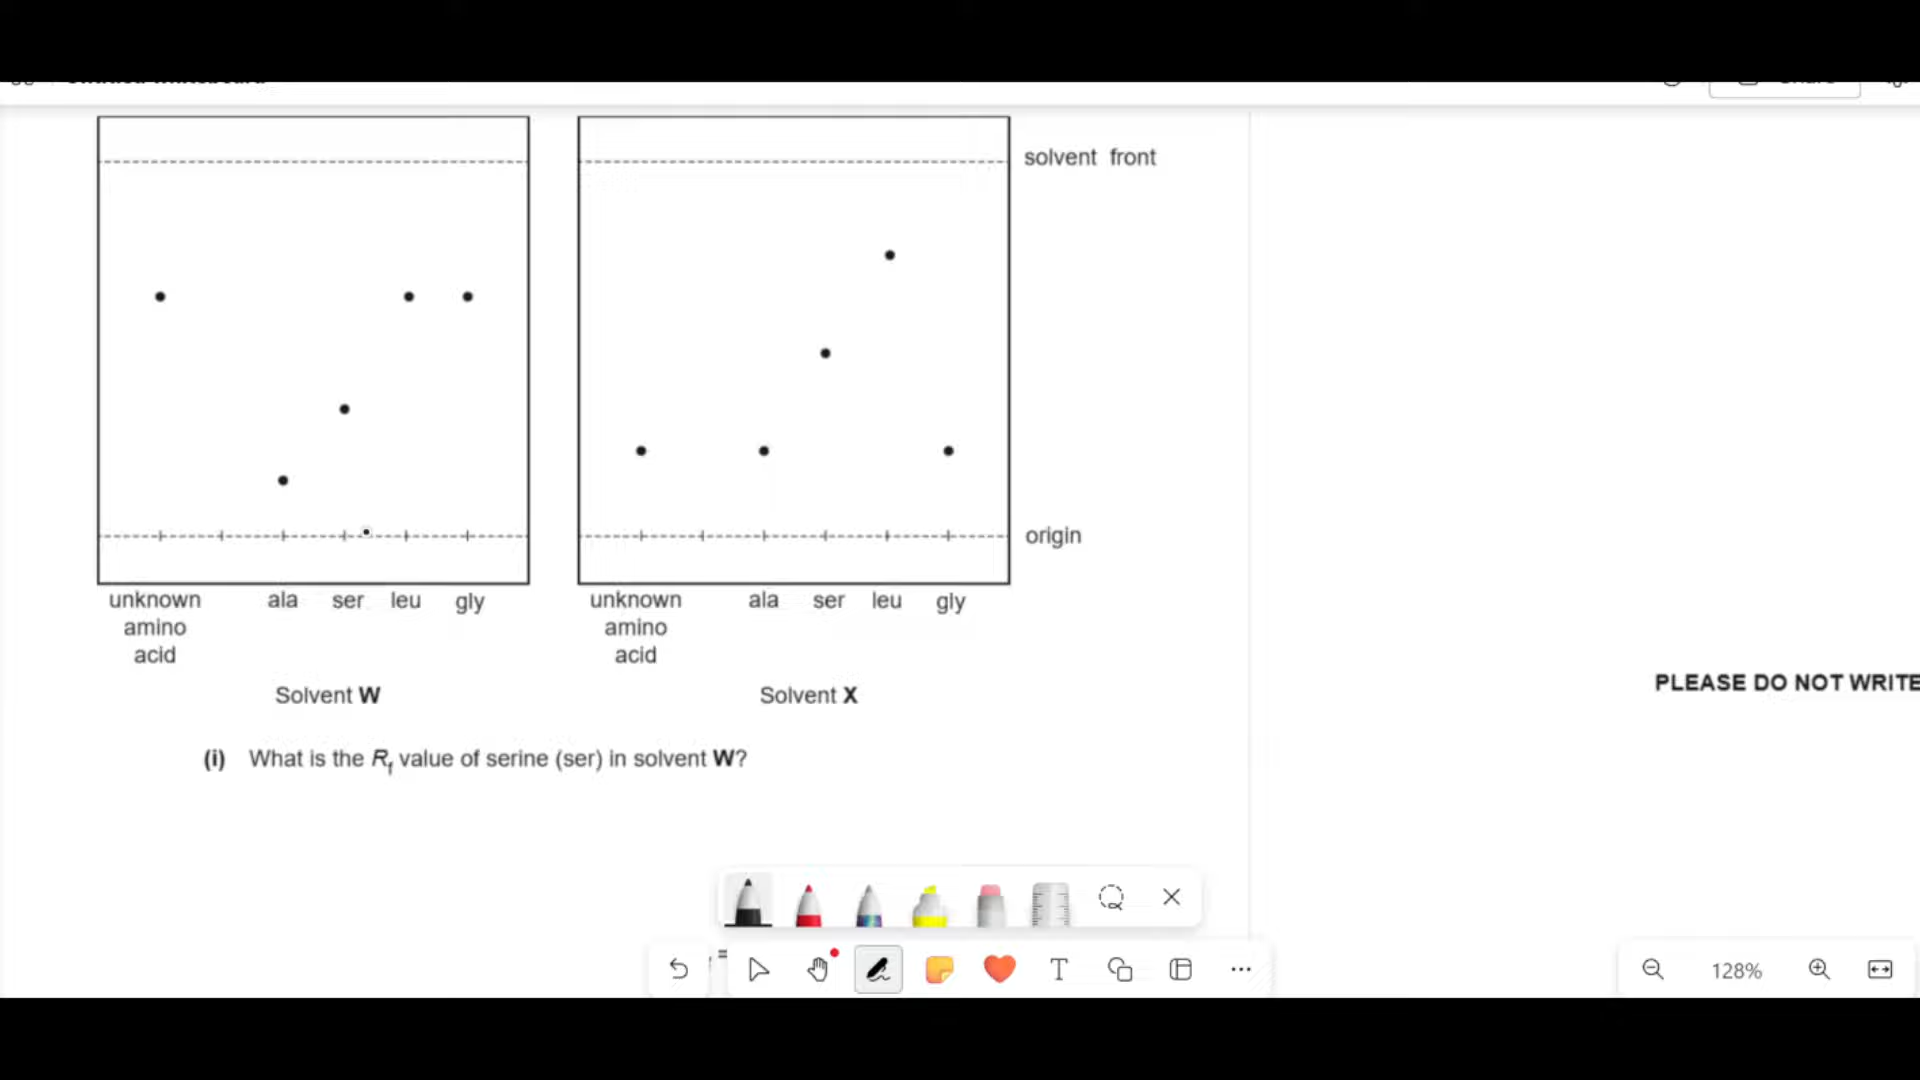 solvent front
origin
unknown amino acid
ala
ser
leu
gly
unknown amino acid
ala
ser
leu
gly
Solvent W
Solvent X
(i) What is the Rf value of serine (ser) in solvent W?
PLEASE DO NOT WRITE
128%